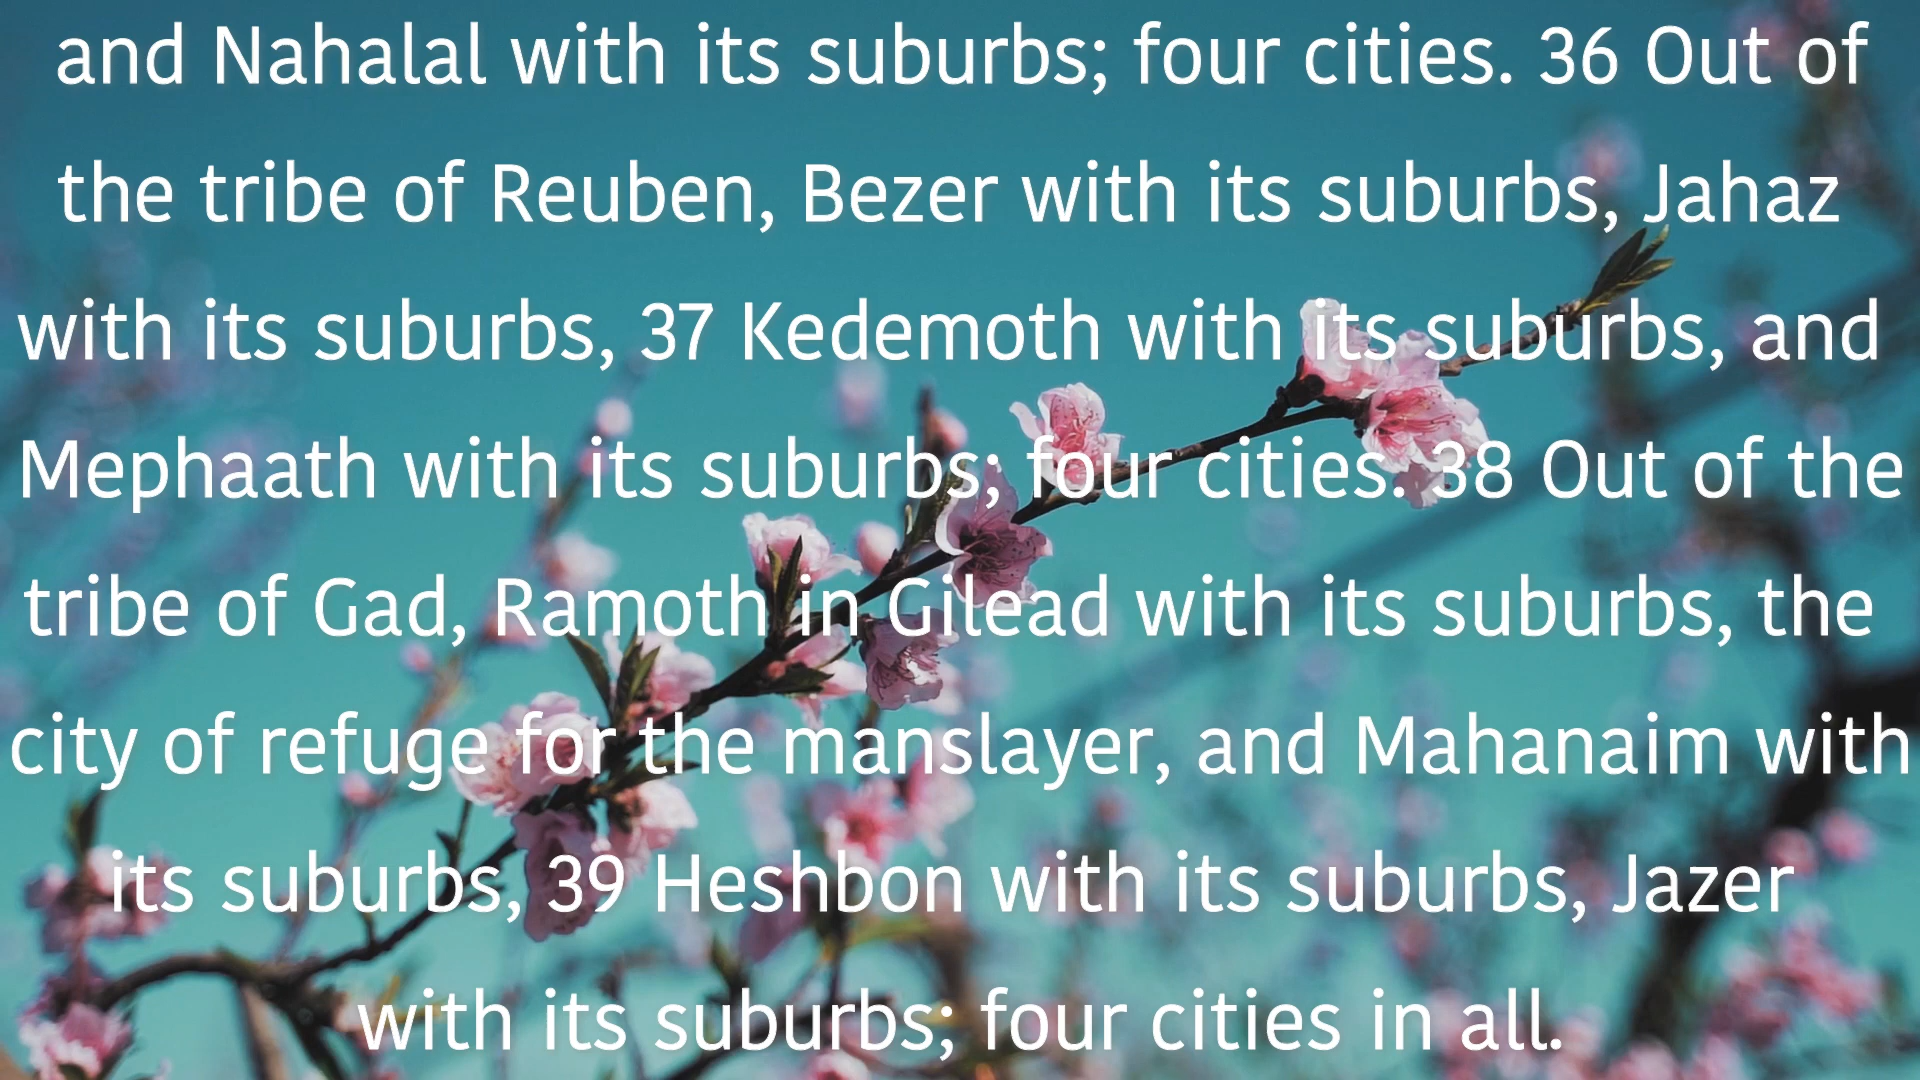 and Nahalal with its suburbs; four cities. 36 Out of
the tribe of Reuben, Bezer with its suburbs, Jahaz
with its suburbs, 37 Kedemoth with its suburbs, and
Mephaath with its suburbs; four cities. 38 Out of the
tribe of Gad, Ramoth in Gilead with its suburbs, the
city of refuge for the manslayer, and Mahanaim with
its suburbs, 39 Heshbon with its suburbs, Jazer
with its suburbs; four cities in all.